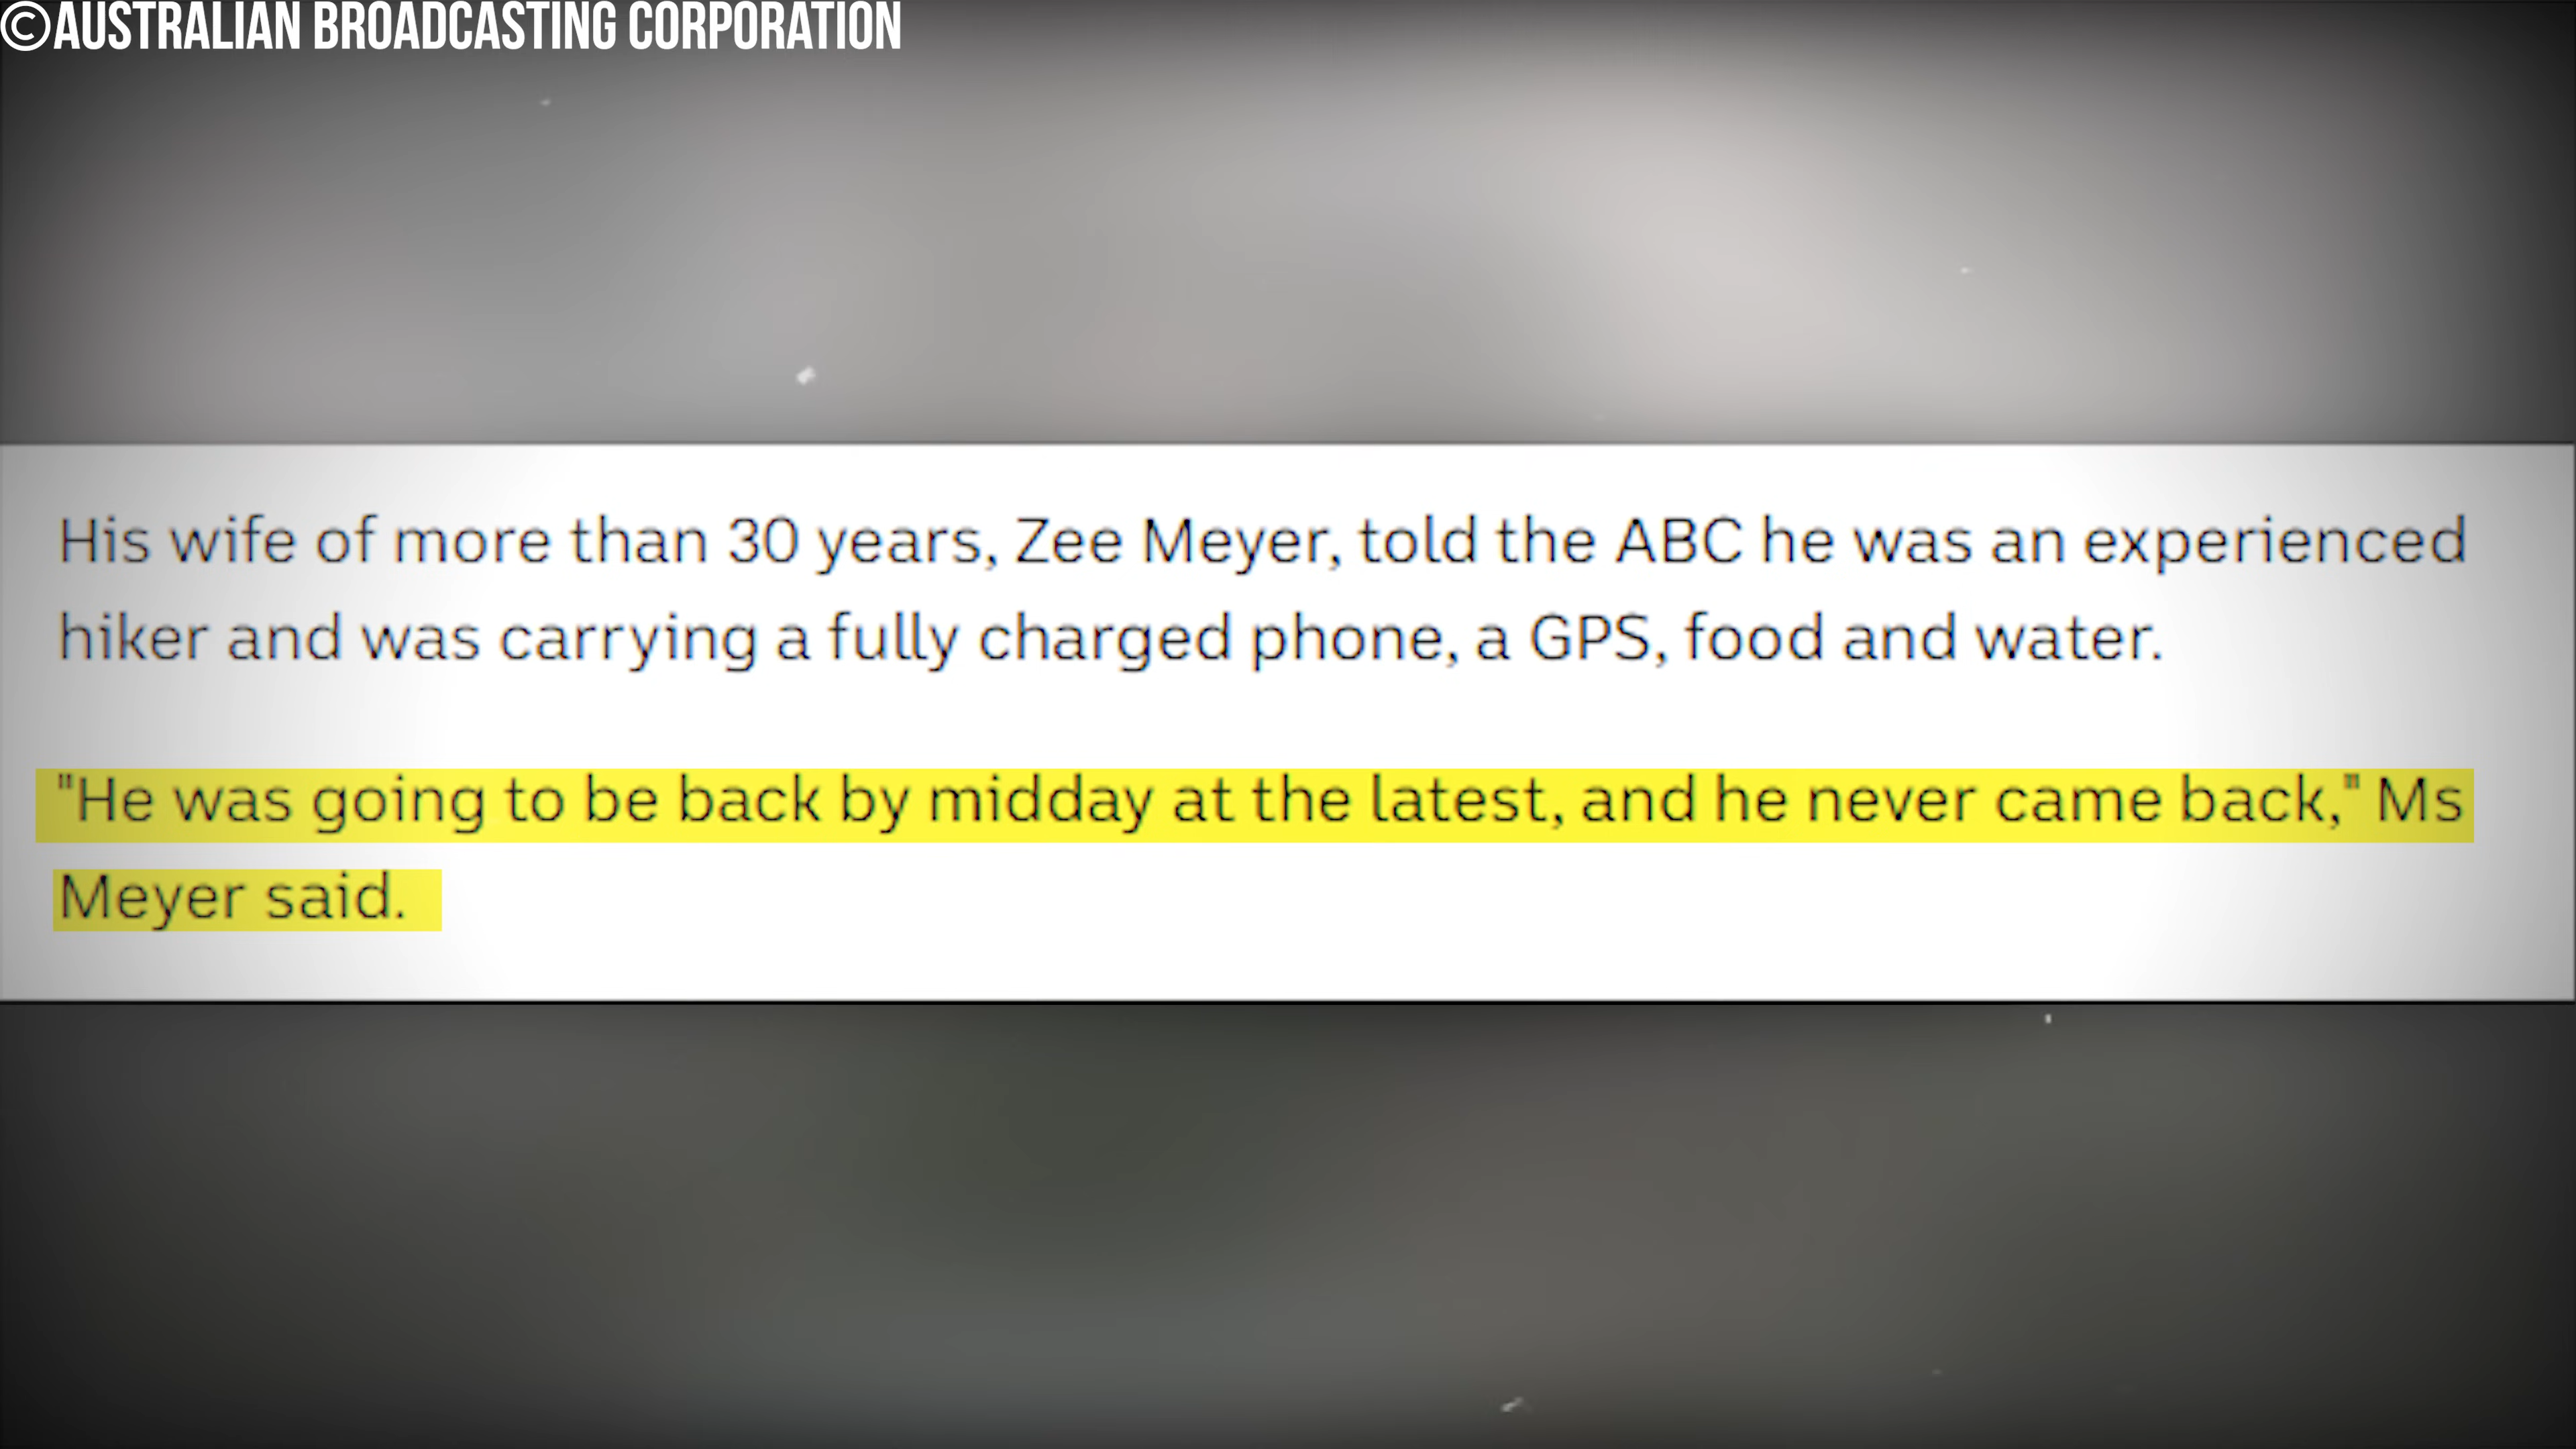 ©AUSTRALIAN BROADCASTING CORPORATION
His wife of more than 30 years, Zee Meyer, told the ABC he was an experienced
hiker and was carrying a fully charged phone, a GPS, food and water.
"He was going to be back by midday at the latest, and he never came back," Ms
Meyer said.